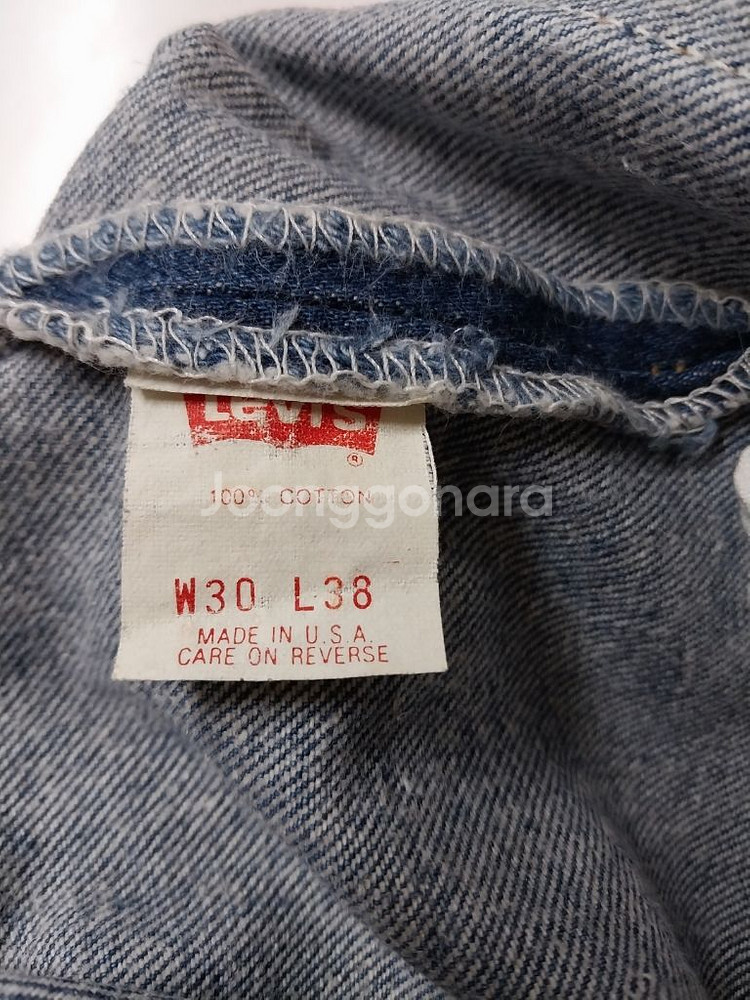 Levi's
®
100% COTTON
Joonggonara
W30 L38
MADE IN U.S.A.
CARE ON REVERSE